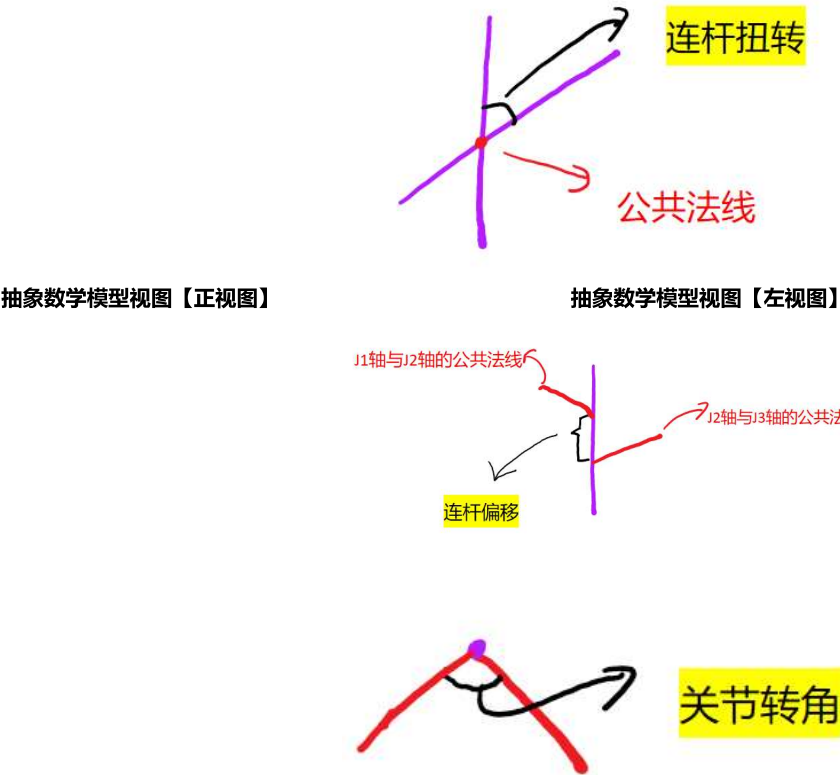 连杆扭转
公共法线
抽象数学模型视图【正视图】
抽象数学模型视图【左视图】
J1轴与J2轴的公共法线
J2轴与J3轴的公共法
连杆偏移
关节转角